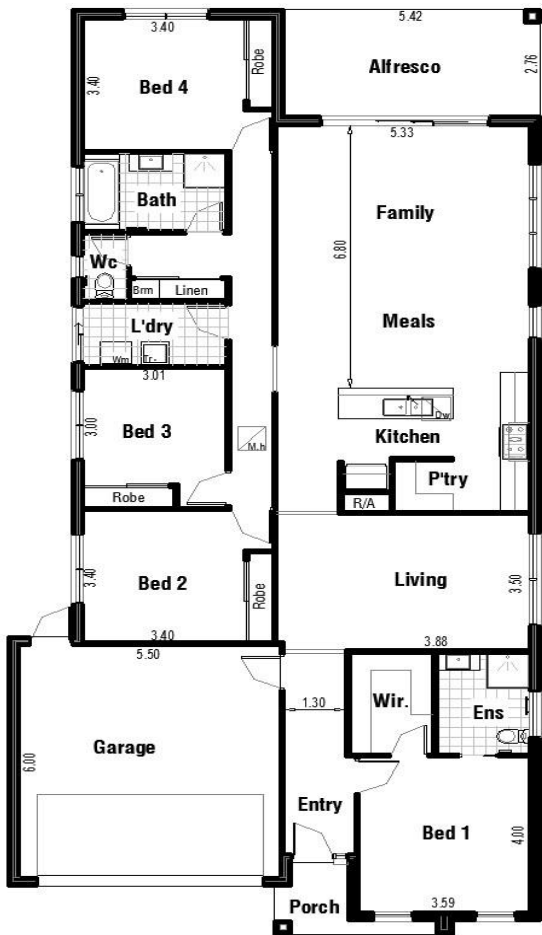 5.42
3.40
Robe
Alfresco
2.76
3.40
Bed 4
5.33
Bath
Family
6.80
Wc
Brm
Linen
Meals
L'dry
Wm
Tr.
3.01
Dw
3.00
Bed 3
M.h
Kitchen
P'try
Robe
R/A
3.40
Bed 2
Robe
Living
3.50
3.40
3.88
5.50
1.30
Wir.
Ens
6.00
Garage
Entry
Bed 1
4.00
Porch
3.59